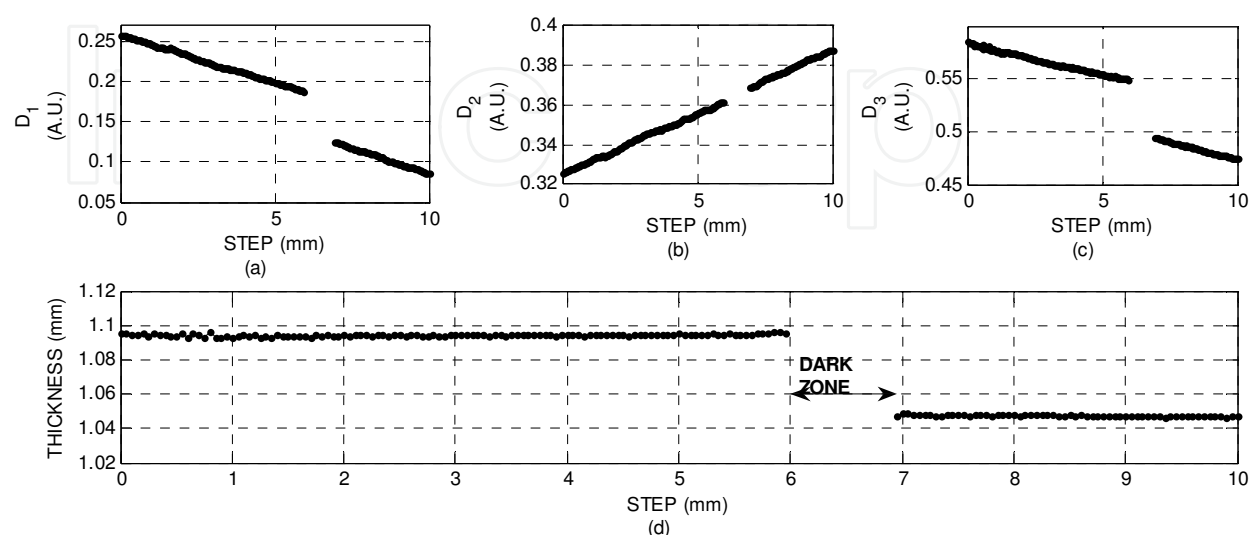 0.25
0.2
0.15
0.1
0.05
D1
(A.U.)
0 5 10
STEP (mm)
(a)
0.4
0.38
0.36
0.34
0.32
D2
(A.U.)
0 5 10
STEP (mm)
(b)
0.55
0.5
0.45
D3
(A.U.)
0 5 10
STEP (mm)
(c)
1.12
1.1
1.08
1.06
1.04
1.02
THICKNESS (mm)
DARK
ZONE
0 1 2 3 4 5 6 7 8 9 10
STEP (mm)
(d)